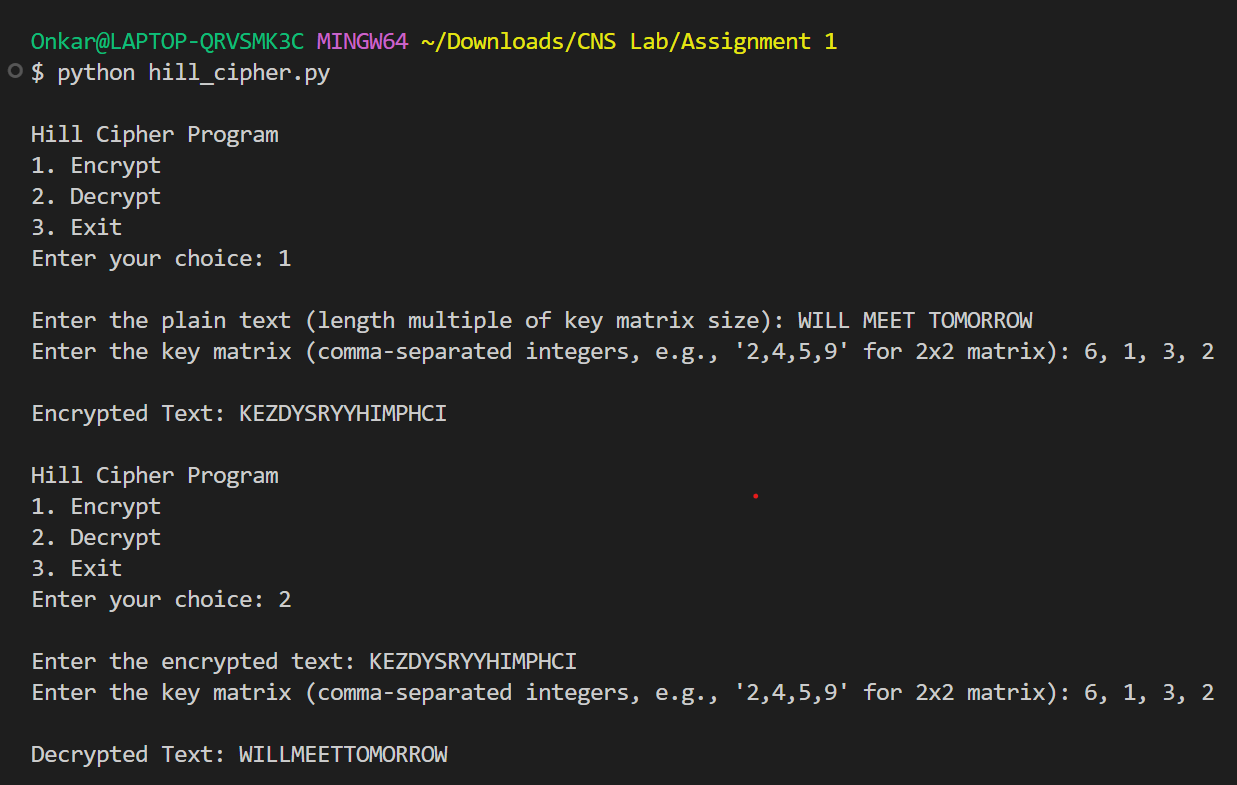 Onkar@LAPTOP-QRVSMK3C MINGW64 ~/Downloads/CNS Lab/Assignment 1
$ python hill_cipher.py
Hill Cipher Program
1. Encrypt
2. Decrypt
3. Exit
Enter your choice: 1
Enter the plain text (length multiple of key matrix size): WILL MEET TOMORROW
Enter the key matrix (comma-separated integers, e.g., '2,4,5,9' for 2x2 matrix): 6, 1, 3, 2
Encrypted Text: KEZDYSRYYHIMPHCI
Hill Cipher Program
1. Encrypt
2. Decrypt
3. Exit
Enter your choice: 2
Enter the encrypted text: KEZDYSRYYHIMPHCI
Enter the key matrix (comma-separated integers, e.g., '2,4,5,9' for 2x2 matrix): 6, 1, 3, 2
Decrypted Text: WILLMEETTOMORROW